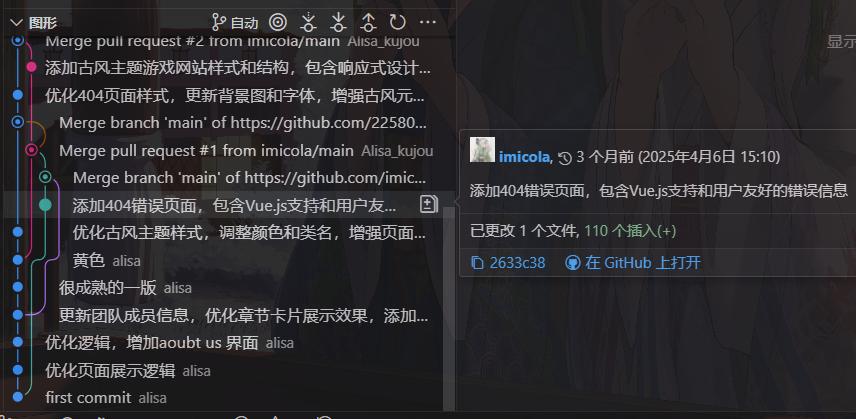 图形
自动
显示
Merge pull request #2 from imicola/main Alisa_kujou
添加古风主题游戏网站样式和结构，包含响应式设计...
优化404页面样式，更新背景图和字体，增强古风元...
Merge branch 'main' of https://github.com/22580...
Merge pull request #1 from imicola/main Alisa_kujou
Merge branch 'main' of https://github.com/imic...
添加404错误页面，包含Vue.js支持和用户友...
优化古风主题样式，调整颜色和类名，增强页面...
黄色 alisa
很成熟的一版 alisa
更新团队成员信息，优化章节卡片展示效果，添加...
优化逻辑，增加aoubt us 界面 alisa
优化页面展示逻辑 alisa
first commit alisa
imicola, 3 个月前 (2025年4月6日 15:10)
添加404错误页面，包含Vue.js支持和用户友好的错误信息
已更改 1 个文件, 110 个插入(+)
2633c38 在 GitHub 上打开